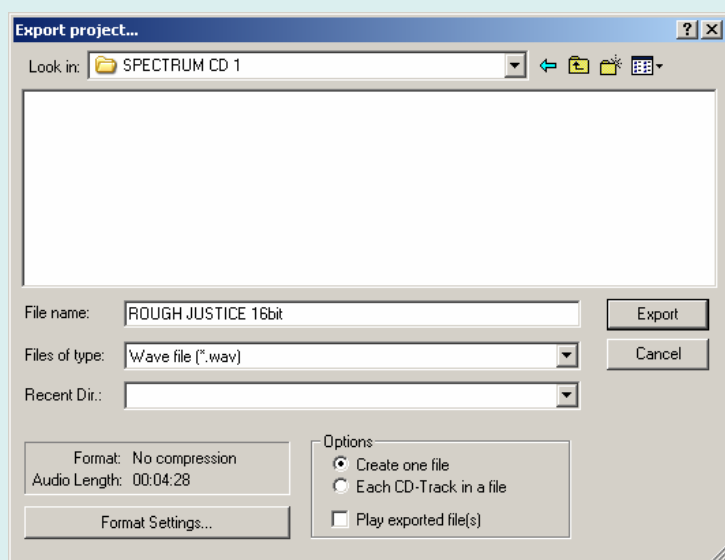 Export project...
Look in: SPECTRUM CD 1
File name: ROUGH JUSTICE 16bit
Export
Files of type: Wave file (*.wav)
Cancel
Recent Dir.:
Format: No compression
Audio Length: 00:04:28
Format Settings...
Options
Create one file
Each CD-Track in a file
Play exported file(s)